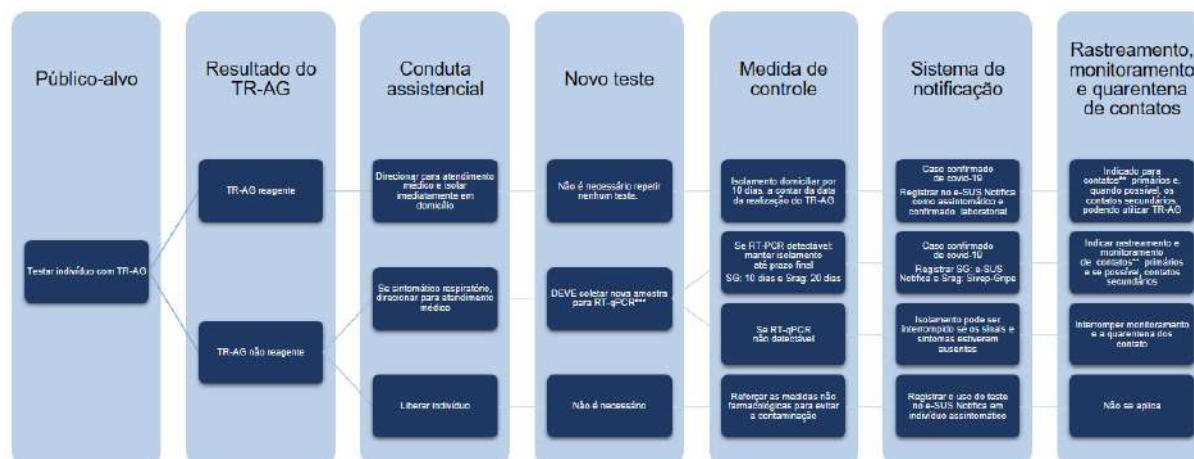 Público-alvo
Resultado do
TR-AG
Conduta
assistencial
Novo teste
Medida de
controle
Sistema de
notificação
Rastreamento,
monitoramento
e quarentena
de contatos
Testar indivíduo com TR-AG
TR-AG reagente
Direcionar para atendimento
médico e isolar
imediatamente em
domicílio
Não é necessário repetir
nenhum teste.
Isolamento domiciliar por
10 dias, a contar da data
da realização do TR-AG
Caso confirmado
de covid-19
Registrar no e-SUS Notifica
como assintomático e
confirmado laboratorial
Indicado para
contatos** primários e,
quando possível, os
contatos secundários,
podendo utilizar TR-AG
TR-AG não reagente
Se sintomático respiratório,
direcionar para atendimento
médico
DEVE coletar nova amostra
para RT-qPCR***
Se RT-PCR detectável:
manter isolamento
até prazo final
SG: 10 dias e Srag: 20 dias
Caso confirmado
de covid-19
Registrar SG: e-SUS
Notifica e Srag: Sivep-Gripe
Indicar rastreamento e
monitoramento
de contatos** primários
e se possível, contatos
secundários
Se RT-qPCR
não detectável
Isolamento pode ser
interrompido se os sinais e
sintomas estiverem
ausentes
Interromper monitoramento
e a quarentena dos
contato
Liberar indivíduo
Não é necessário
Reforçar as medidas não
farmacológicas para evitar
a contaminação
Registrar o uso do teste
no e-SUS Notifica em
indivíduo assintomático
Não se aplica